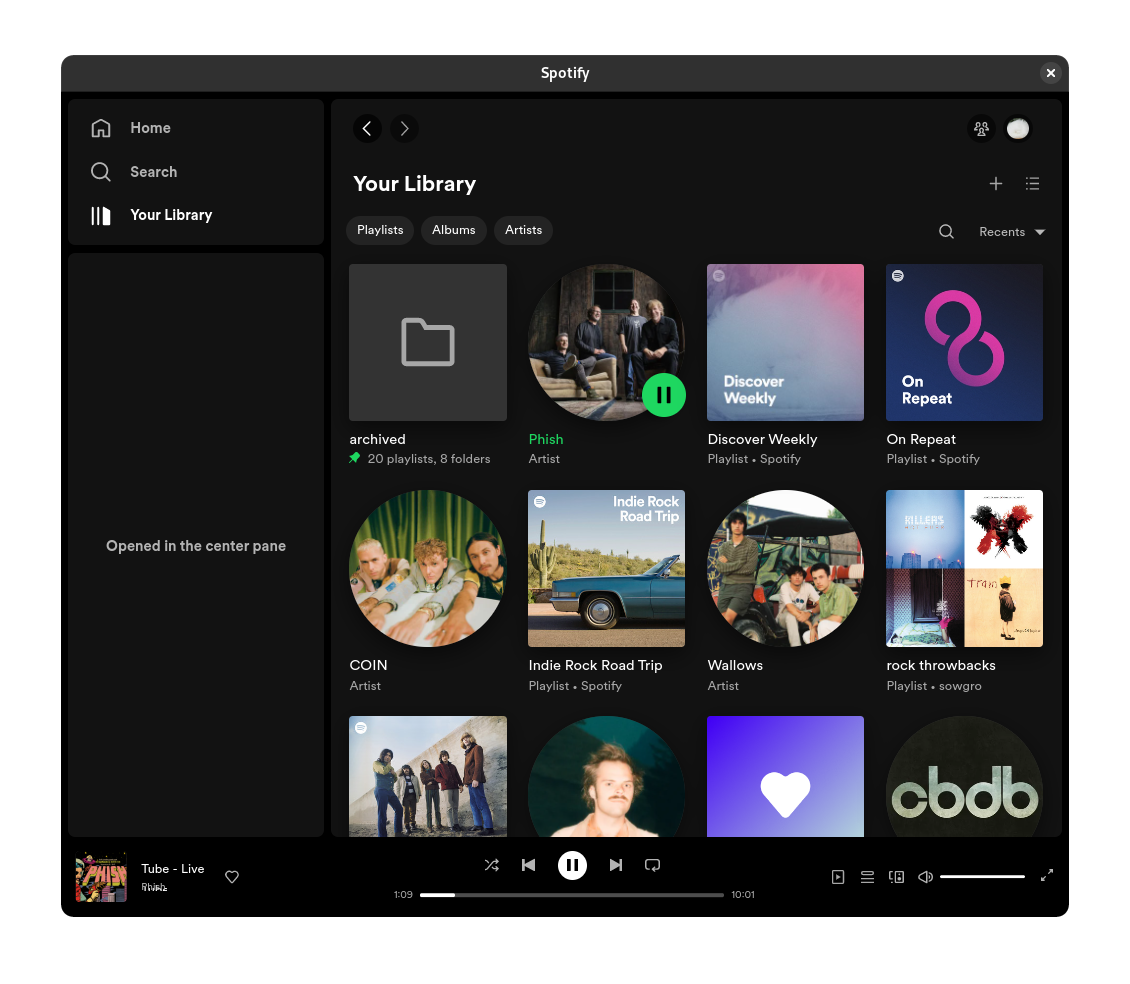 Spotify
Home
Search
Your Library
Opened in the center pane
Your Library
Playlists
Albums
Artists
Recents
archived
20 playlists, 8 folders
Phish
Artist
Discover
Weekly
Discover Weekly
Playlist • Spotify
On
Repeat
On Repeat
Playlist • Spotify
COIN
Artist
Indie Rock
Road Trip
Indie Rock Road Trip
Playlist • Spotify
Wallows
Artist
KILLERS
Train
rock throwbacks
Playlist • sowgro
cbdb
PHISH
Tube - Live
1:09
10:01